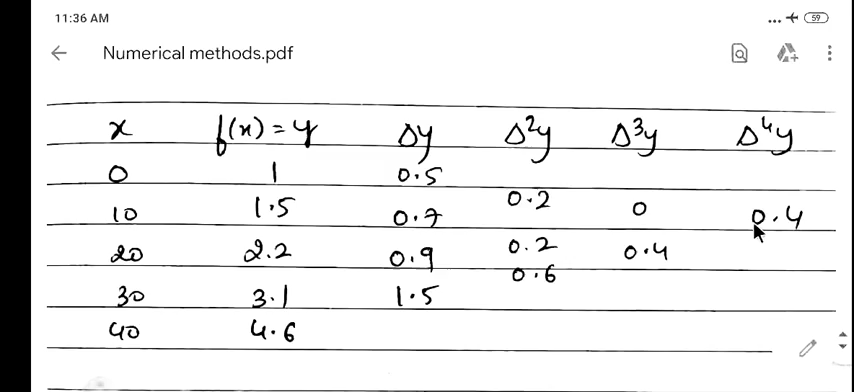 11:36 AM ... 59
Numerical methods.pdf
x f(x) = y Δy Δ²y Δ³y Δ⁴y
0 1 0.5
10 1.5 0.7 0.2 0 0.4
20 2.2 0.9 0.2 0.4
0.6
30 3.1 1.5
40 4.6